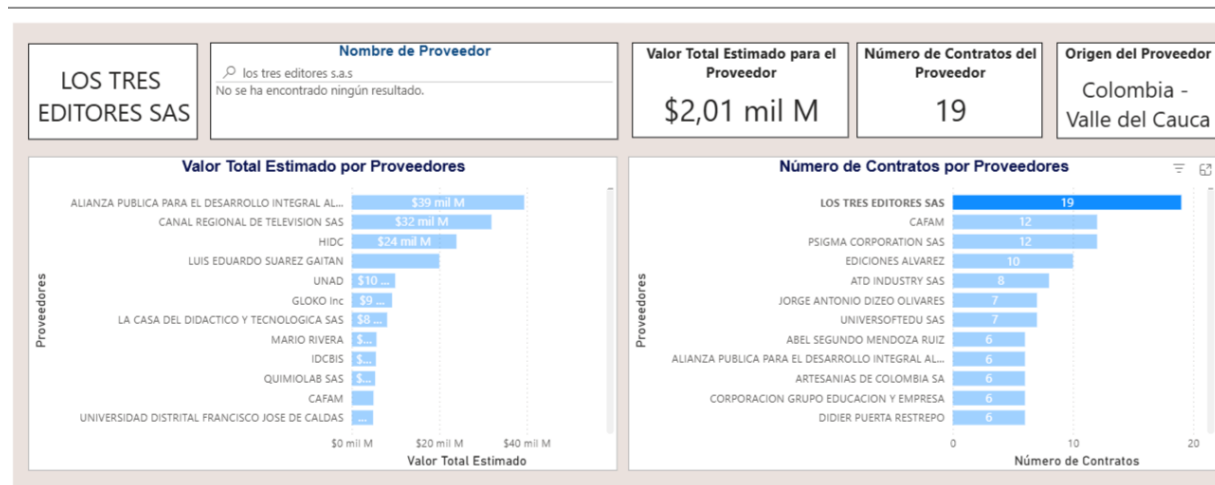 LOS TRES
EDITORES SAS
Nombre de Proveedor
los tres editores s.a.s
No se ha encontrado ningún resultado.
Valor Total Estimado para el
Proveedor
$2,01 mil M
Número de Contratos del
Proveedor
19
Origen del Proveedor
Colombia -
Valle del Cauca
Valor Total Estimado por Proveedores
Proveedores
ALIANZA PUBLICA PARA EL DESARROLLO INTEGRAL AL... $39 mil M
CANAL REGIONAL DE TELEVISION SAS $32 mil M
HIDC $24 mil M
LUIS EDUARDO SUAREZ GAITAN
UNAD $10 ...
GLOKO Inc $9 ...
LA CASA DEL DIDACTICO Y TECNOLOGICA SAS $8 ...
MARIO RIVERA $...
IDCBIS $...
QUIMIOLAB SAS $...
CAFAM
UNIVERSIDAD DISTRITAL FRANCISCO JOSE DE CALDAS ...
$0 mil M $20 mil M $40 mil M
Valor Total Estimado
Número de Contratos por Proveedores
Proveedores
LOS TRES EDITORES SAS 19
CAFAM 12
PSIGMA CORPORATION SAS 12
EDICIONES ALVAREZ 10
ATD INDUSTRY SAS 8
JORGE ANTONIO DIZEO OLIVARES 7
UNIVERSOFTEDU SAS 7
ABEL SEGUNDO MENDOZA RUIZ 6
ALIANZA PUBLICA PARA EL DESARROLLO INTEGRAL AL... 6
ARTESANIAS DE COLOMBIA SA 6
CORPORACION GRUPO EDUCACION Y EMPRESA 6
DIDIER PUERTA RESTREPO 6
0 10 20
Número de Contratos